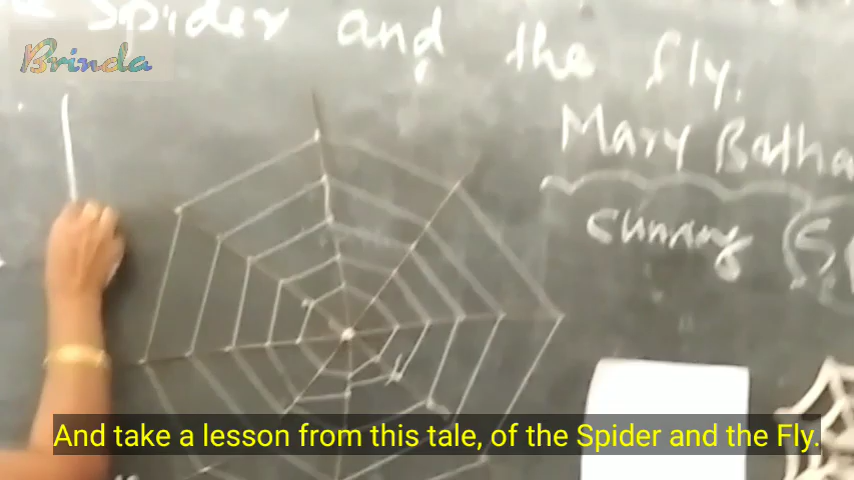 Spider and the fly.
Brinda
Mary Botha
cunning
And take a lesson from this tale, of the Spider and the Fly.